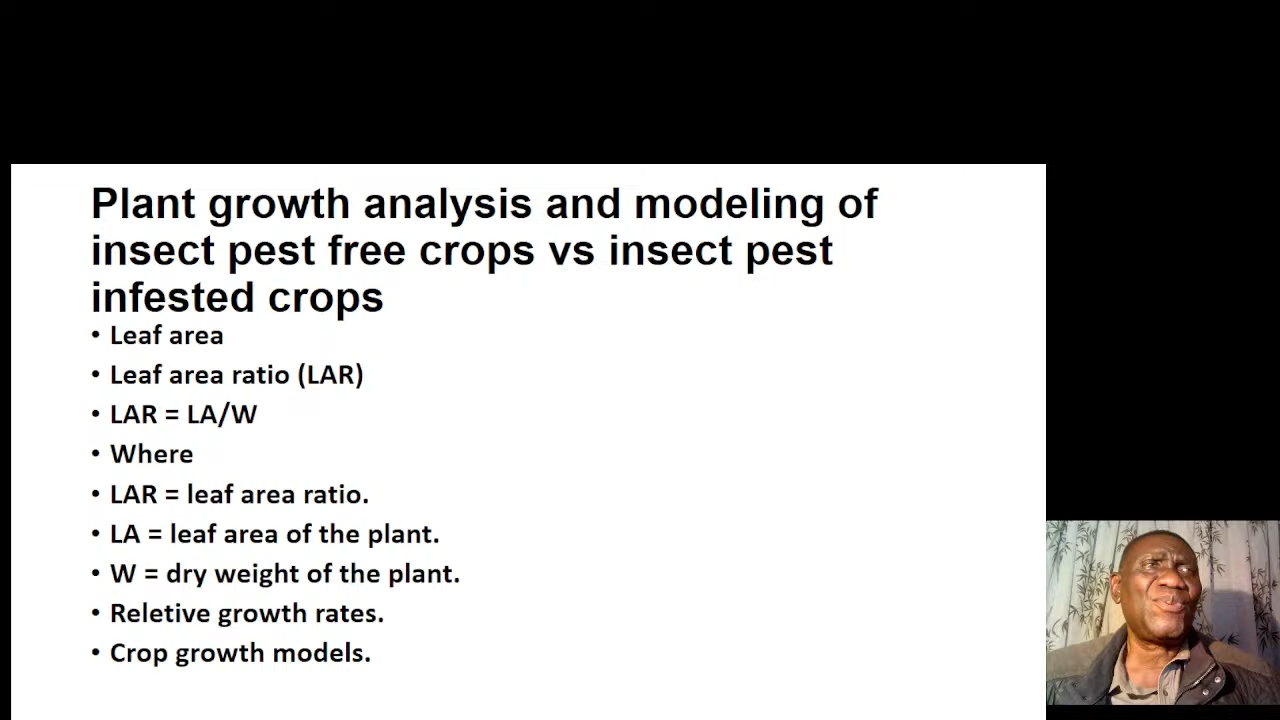 Plant growth analysis and modeling of
insect pest free crops vs insect pest
infested crops
• Leaf area
• Leaf area ratio (LAR)
• LAR = LA/W
• Where
• LAR = leaf area ratio.
• LA = leaf area of the plant.
• W = dry weight of the plant.
• Reletive growth rates.
• Crop growth models.